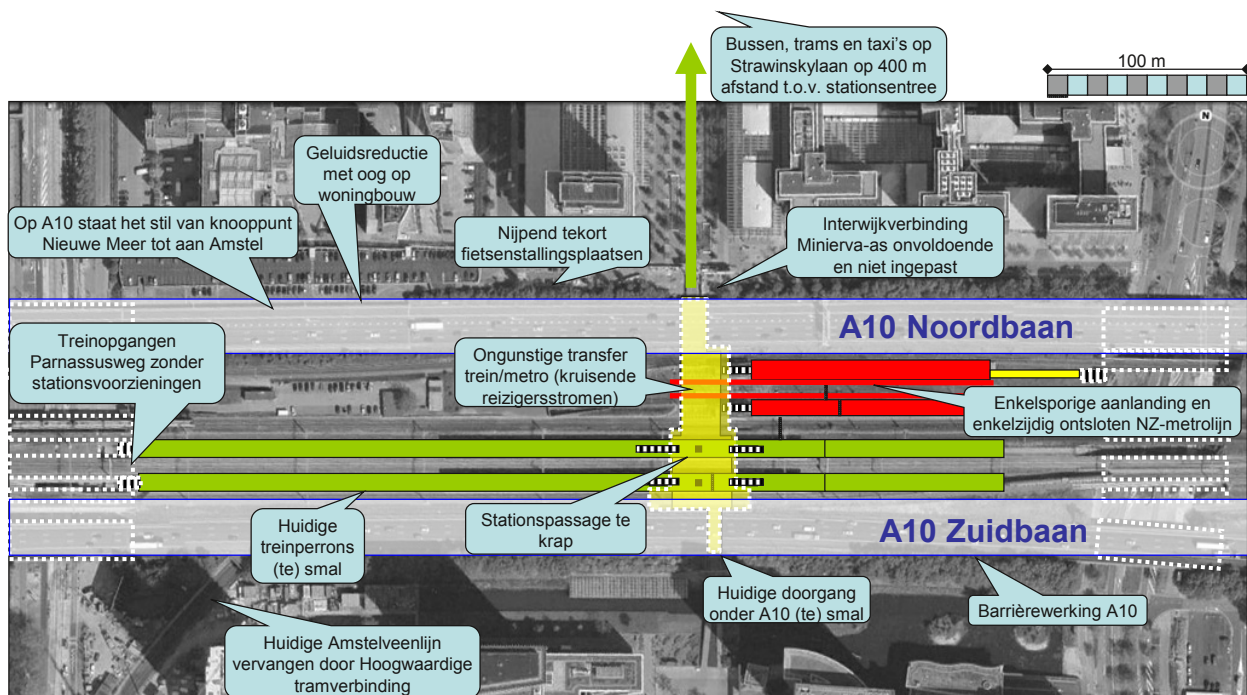 Bussen, trams en taxi's op
Strawinskylaan op 400 m
afstand t.o.v. stationsentree
100 m
N
Geluidsreductie
met oog op
woningbouw
Op A10 staat het stil van knooppunt
Nieuwe Meer tot aan Amstel
Nijpend tekort
fietsenstallingsplaatsen
Interwijkverbinding
Minierva-as onvoldoende
en niet ingepast
A10 Noordbaan
Treinopgangen
Parnassusweg zonder
stationsvoorzieningen
Ongunstige transfer
trein/metro (kruisende
reizigersstromen)
Enkelsporige aanlanding en
enkelzijdig ontsloten NZ-metrolijn
Huidige
treinperrons
(te) smal
Stationspassage te
krap
A10 Zuidbaan
Huidige doorgang
onder A10 (te) smal
Barrièrewerking A10
Huidige Amstelveenlijn
vervangen door Hoogwaardige
tramverbinding